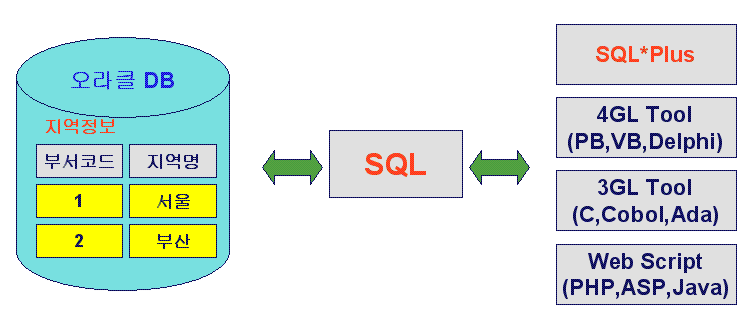 오라클 DB
지역정보
부서코드 지역명
1 서울
2 부산
SQL
SQL*Plus
4GL Tool
(PB,VB,Delphi)
3GL Tool
(C,Cobol,Ada)
Web Script
(PHP,ASP,Java)